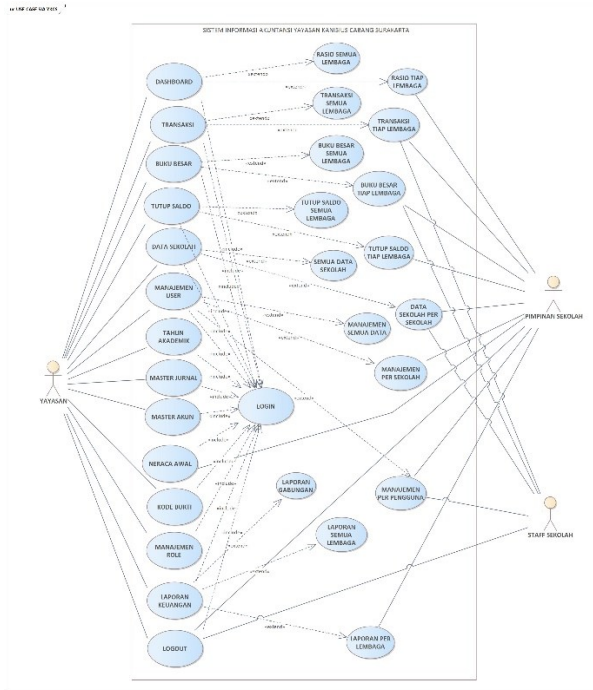 SISTEM INFORMASI AKUNTANSI YAYASAN KANISIUS CABANG SURAKARTA
RASIO SEMUA
LEMBAGA
DASHBOARD
RASIO TIAP
LEMBAGA
TRANSAKSI
SEMUA
LEMBAGA
TRANSAKSI
TRANSAKSI
TIAP LEMBAGA
BUKU BESAR
SEMUA
LEMBAGA
BUKU BESAR
BUKU BESAR
TIAP LEMBAGA
TUTUP SALDO
TUTUP SALDO
SEMUA
LEMBAGA
DATA SEKOLAH
TUTUP SALDO
TIAP LEMBAGA
SEMUA DATA
SEKOLAH
MANAJEMEN
USER
DATA
SEKOLAH PER
SEKOLAH
PIMPINAN SEKOLAH
MANAJEMEN
SEMUA DATA
TAHUN
AKADEMIK
MANAJEMEN
PER SEKOLAH
MASTER JURNAL
YAYASAN
LOGIN
MASTER AKUN
NERACA AWAL
LAPORAN
GABUNGAN
MANAJEMEN
PER PENGGUNA
KODE BUKTI
STAFF SEKOLAH
LAPORAN
SEMUA
LEMBAGA
MANAJEMEN
ROLE
LAPORAN
KEUANGAN
LAPORAN PER
LEMBAGA
LOGOUT